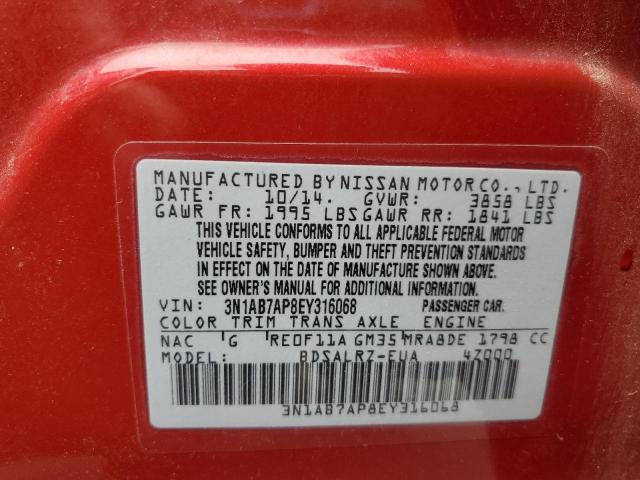 MANUFACTURED BY NISSAN MOTOR CO., LTD.
DATE: 10/14. GVWR: 3858 LBS
GAWR FR: 1995 LBS GAWR RR: 1841 LBS
THIS VEHICLE CONFORMS TO ALL APPLICABLE FEDERAL MOTOR
VEHICLE SAFETY, BUMPER AND THEFT PREVENTION STANDARDS
IN EFFECT ON THE DATE OF MANUFACTURE SHOWN ABOVE.
SEE OWNER'S MANUAL FOR ADDITIONAL INFORMATION.
VIN: 3N1AB7AP8EY316068 PASSENGER CAR.
COLOR TRIM TRANS AXLE ENGINE
NAC G RE0F11A GM35 MRA8DE 1798 CC
MODEL: BDSALRZ-EUA 4Z000
3N1AB7AP8EY316068